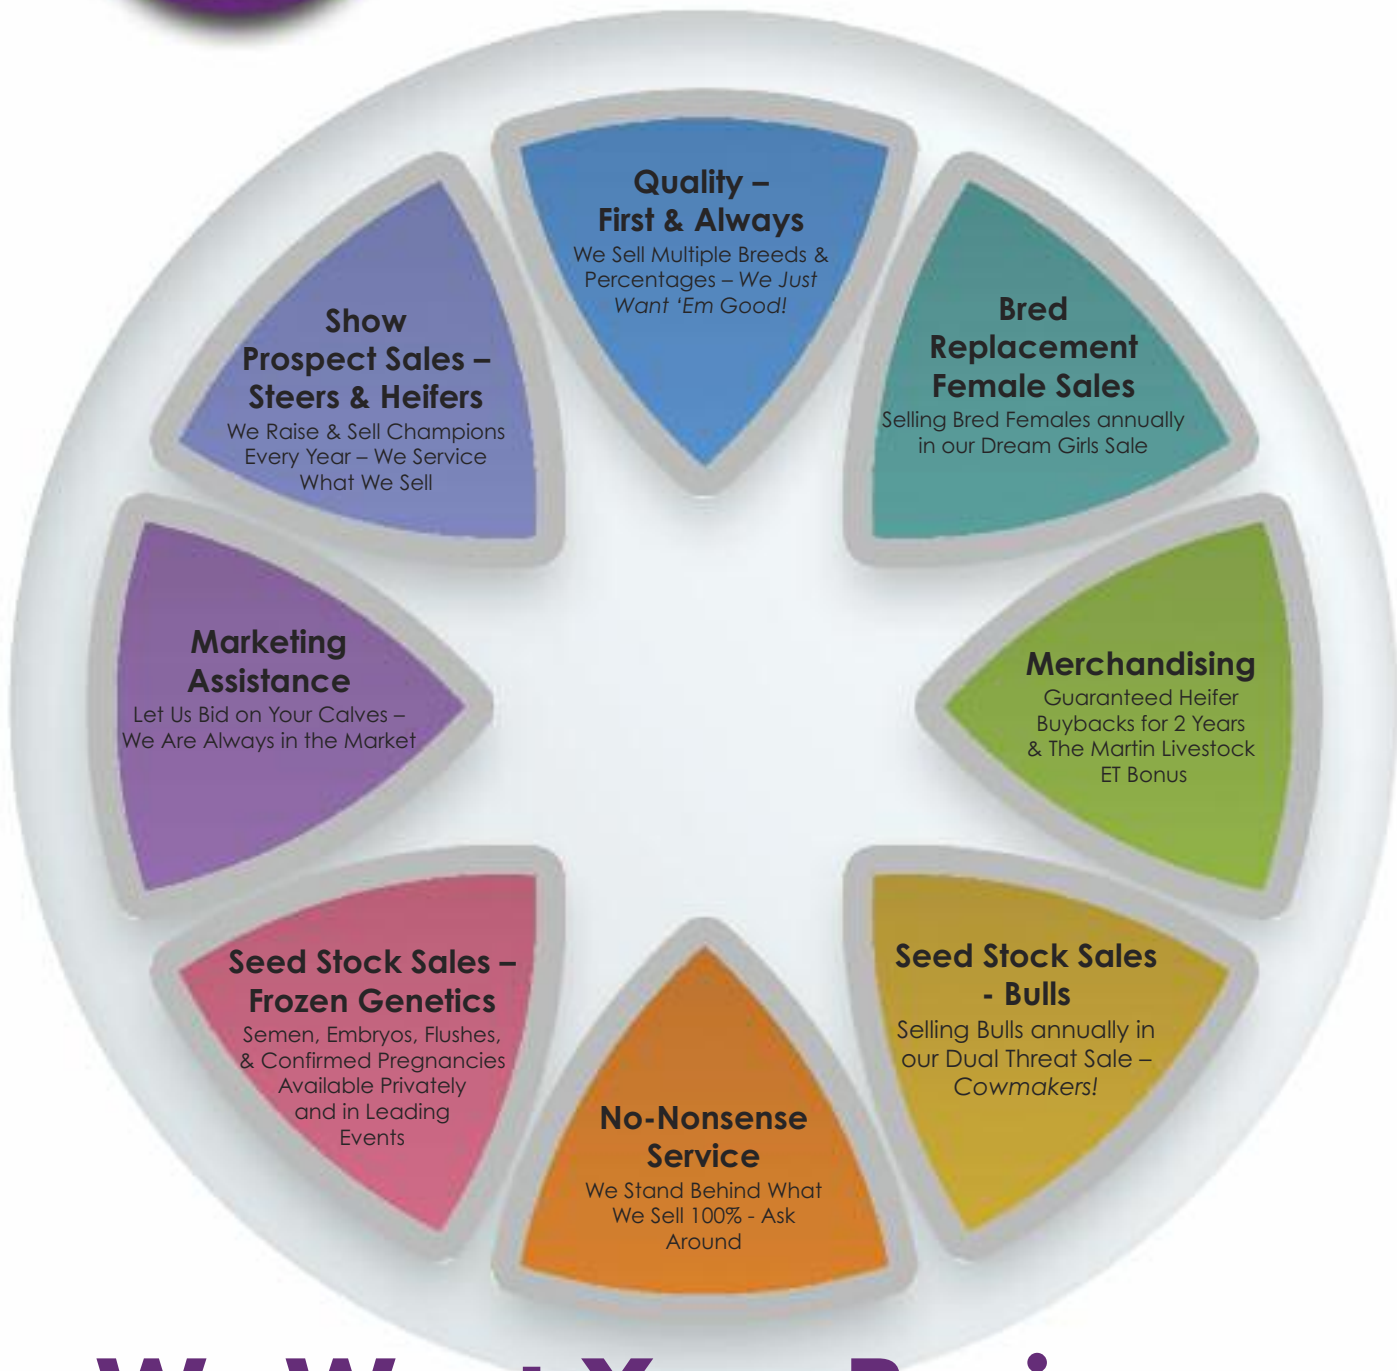 Quality –
First & Always
We Sell Multiple Breeds &
Percentages – We Just
Want ‘Em Good!
Bred
Replacement
Female Sales
Selling Bred Females annually
in our Dream Girls Sale
Merchandising
Guaranteed Heifer
Buybacks for 2 Years
& The Martin Livestock
ET Bonus
Seed Stock Sales
- Bulls
Selling Bulls annually in
our Dual Threat Sale –
Cowmakers!
No-Nonsense
Service
We Stand Behind What
We Sell 100% - Ask
Around
Seed Stock Sales –
Frozen Genetics
Semen, Embryos, Flushes,
& Confirmed Pregnancies
Available Privately
and in Leading
Events
Marketing
Assistance
Let Us Bid on Your Calves –
We Are Always in the Market
Show
Prospect Sales –
Steers & Heifers
We Raise & Sell Champions
Every Year – We Service
What We Sell
We Want Your